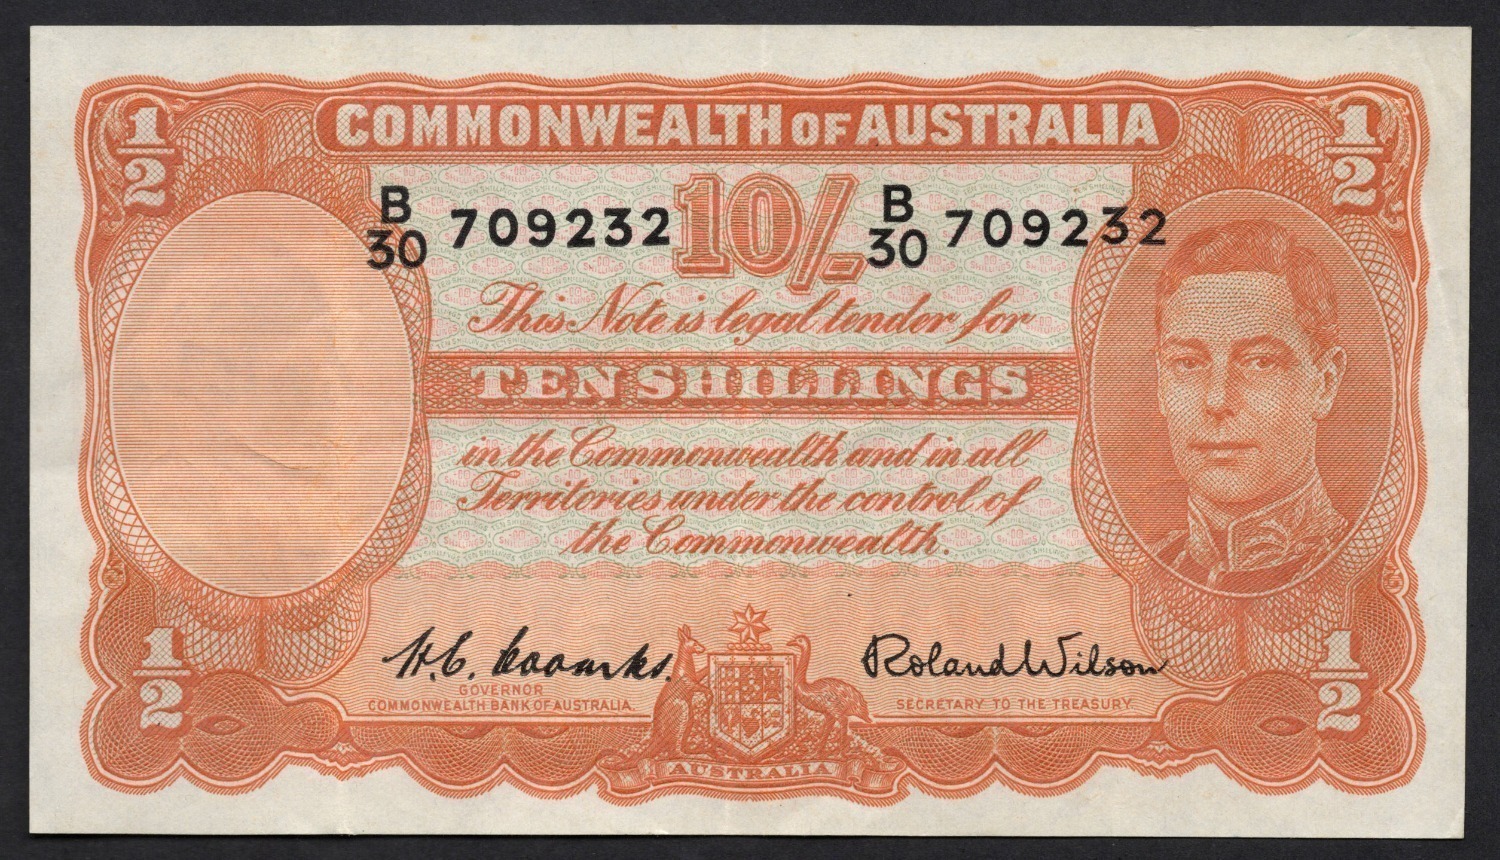 1/2
1/2
COMMONWEALTH OF AUSTRALIA
B
30 709232
10/-
B
30 709232
This Note is legal tender for
TEN SHILLINGS
in the Commonwealth and in all
Territories under the control of
the Commonwealth.
H.C. Coombs.
GOVERNOR
COMMONWEALTH BANK OF AUSTRALIA.
Roland Wilson
SECRETARY TO THE TREASURY.
1/2
1/2
AUSTRALIA